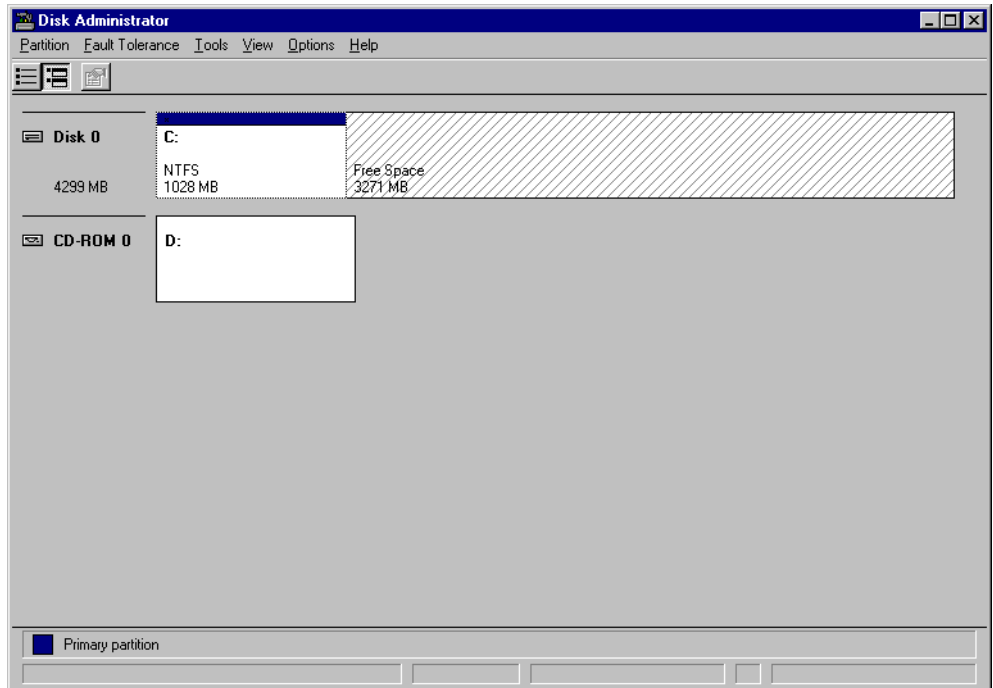 Disk Administrator
Partition Fault Tolerance Tools View Options Help
Disk 0
4299 MB
C:
NTFS
1028 MB
Free Space
3271 MB
CD-ROM 0
D:
Primary partition